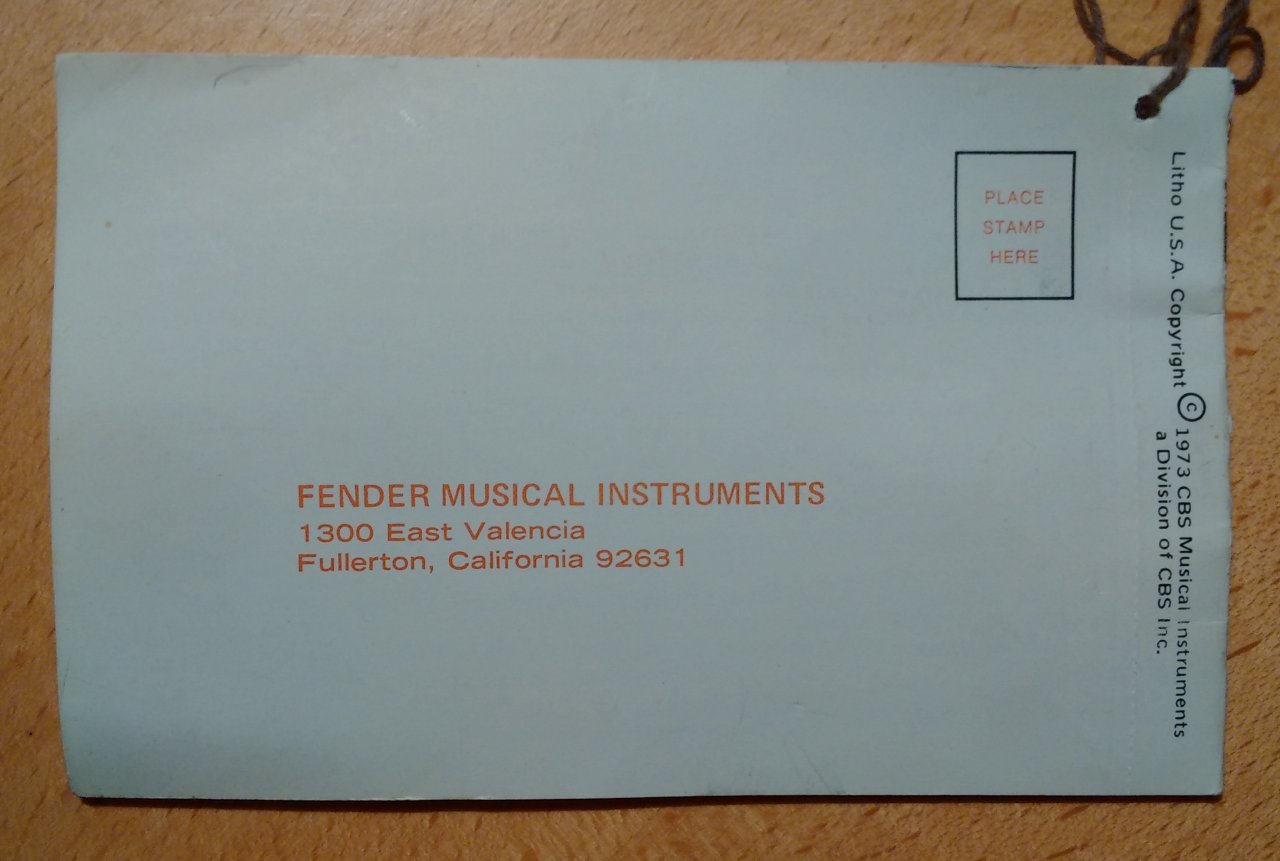 PLACE
STAMP
HERE
FENDER MUSICAL INSTRUMENTS
1300 East Valencia
Fullerton, California 92631
Litho U.S.A. Copyright © 1973 CBS Musical Instruments
a Division of CBS Inc.